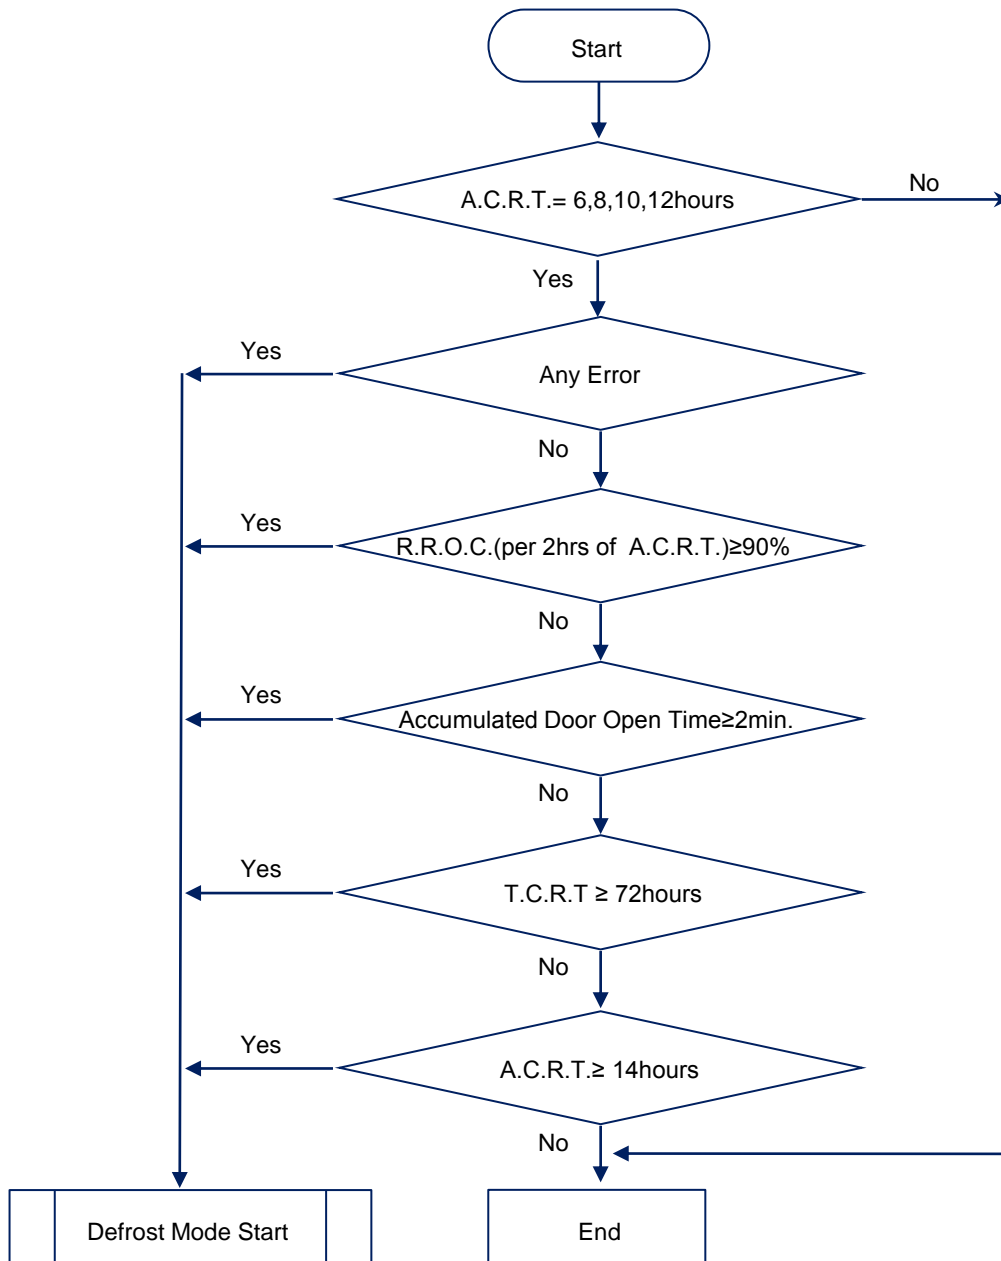 Start
A.C.R.T.= 6,8,10,12hours
No
Yes
Yes
Any Error
No
Yes
R.R.O.C.(per 2hrs of  A.C.R.T.)≥90%
No
Yes
Accumulated Door Open Time≥2min.
No
Yes
T.C.R.T ≥ 72hours
No
Yes
A.C.R.T.≥ 14hours
No
Defrost Mode Start
End